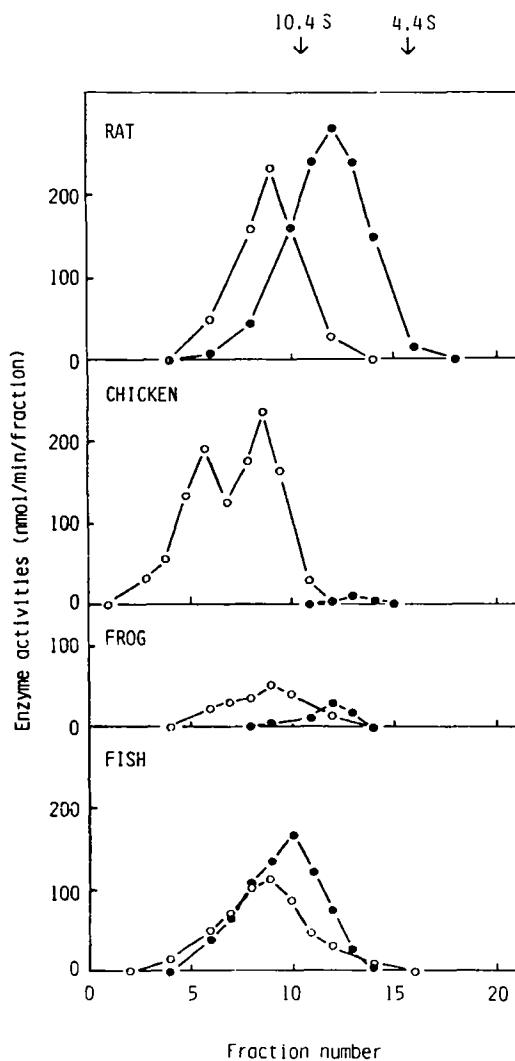 10.4 S 4.4 S
RAT
200
100
0
CHICKEN
200
100
0
FROG
100
0
FISH
200
100
0
0 5 10 15 20
Enzyme activities (nmol/min/fraction)
Fraction number